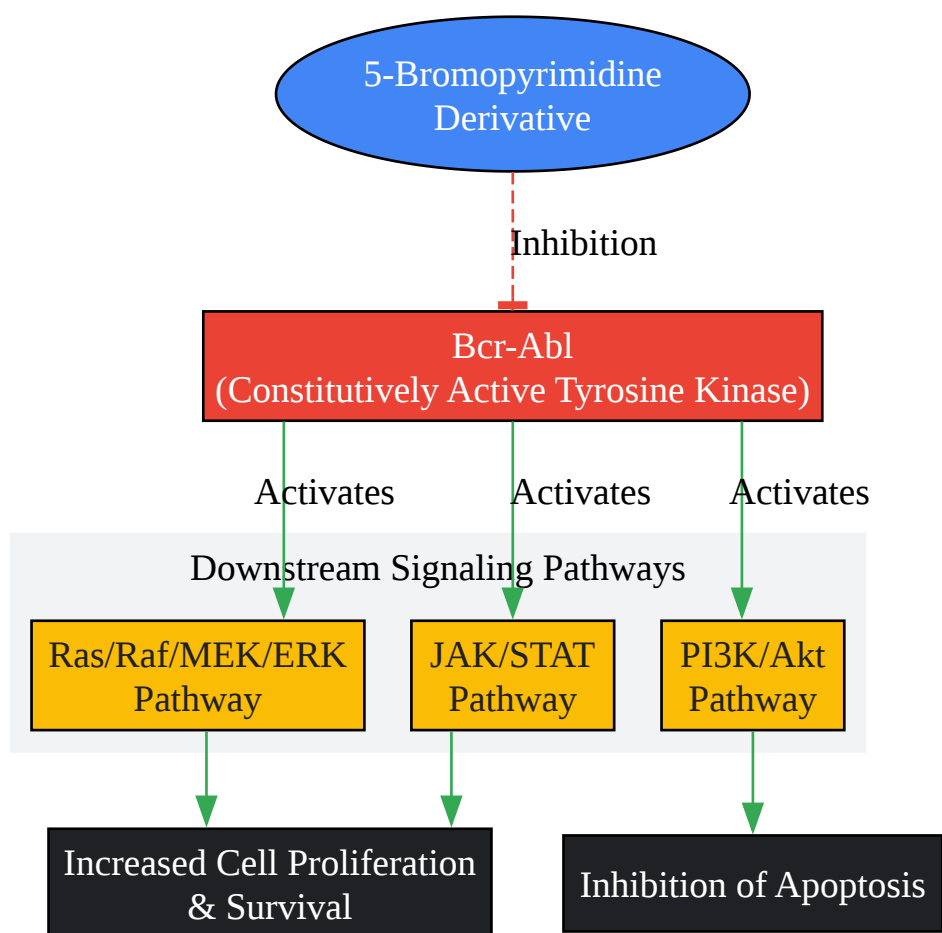 5-Bromopyrimidine
Derivative
Inhibition
Bcr-Abl
(Constitutively Active Tyrosine Kinase)
Activates
Activates
Activates
Downstream Signaling Pathways
Ras/Raf/MEK/ERK
Pathway
JAK/STAT
Pathway
PI3K/Akt
Pathway
Increased Cell Proliferation
& Survival
Inhibition of Apoptosis